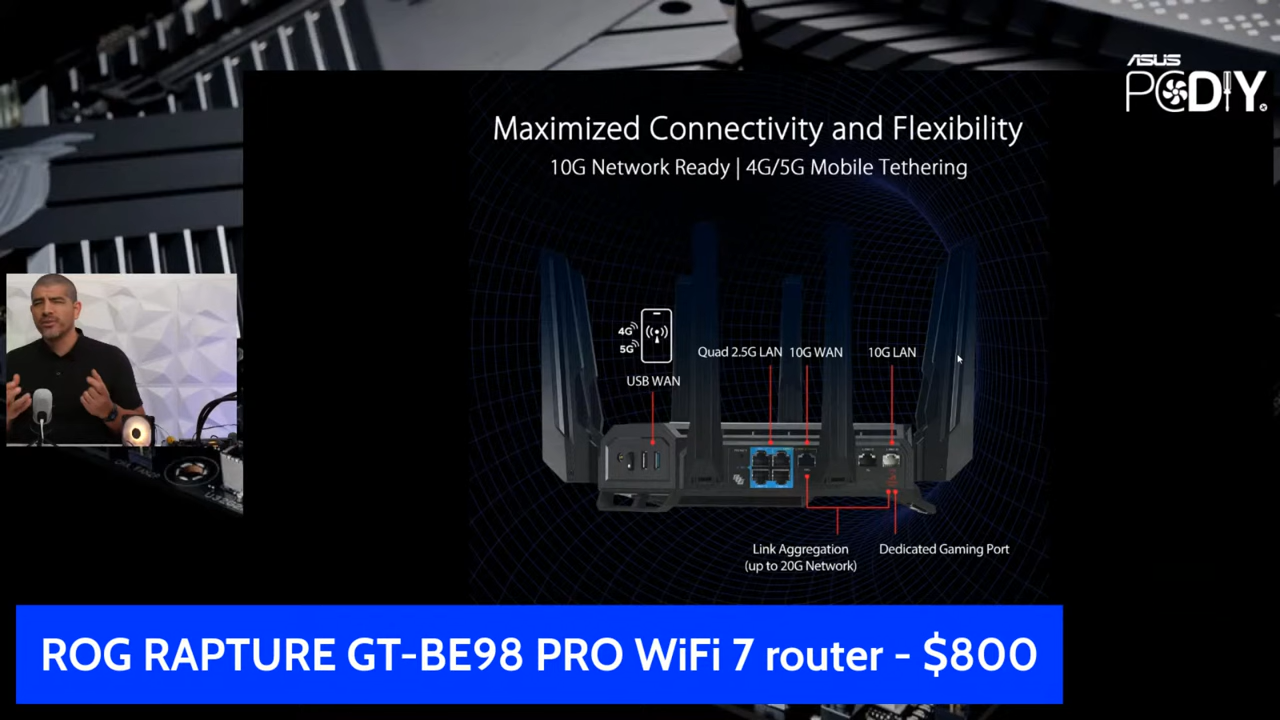 ASUS
PCDIY.
Maximized Connectivity and Flexibility
10G Network Ready | 4G/5G Mobile Tethering
4G
5G
USB WAN
Quad 2.5G LAN
10G WAN
10G LAN
Link Aggregation
(up to 20G Network)
Dedicated Gaming Port
ROG RAPTURE GT-BE98 PRO WiFi 7 router - $800